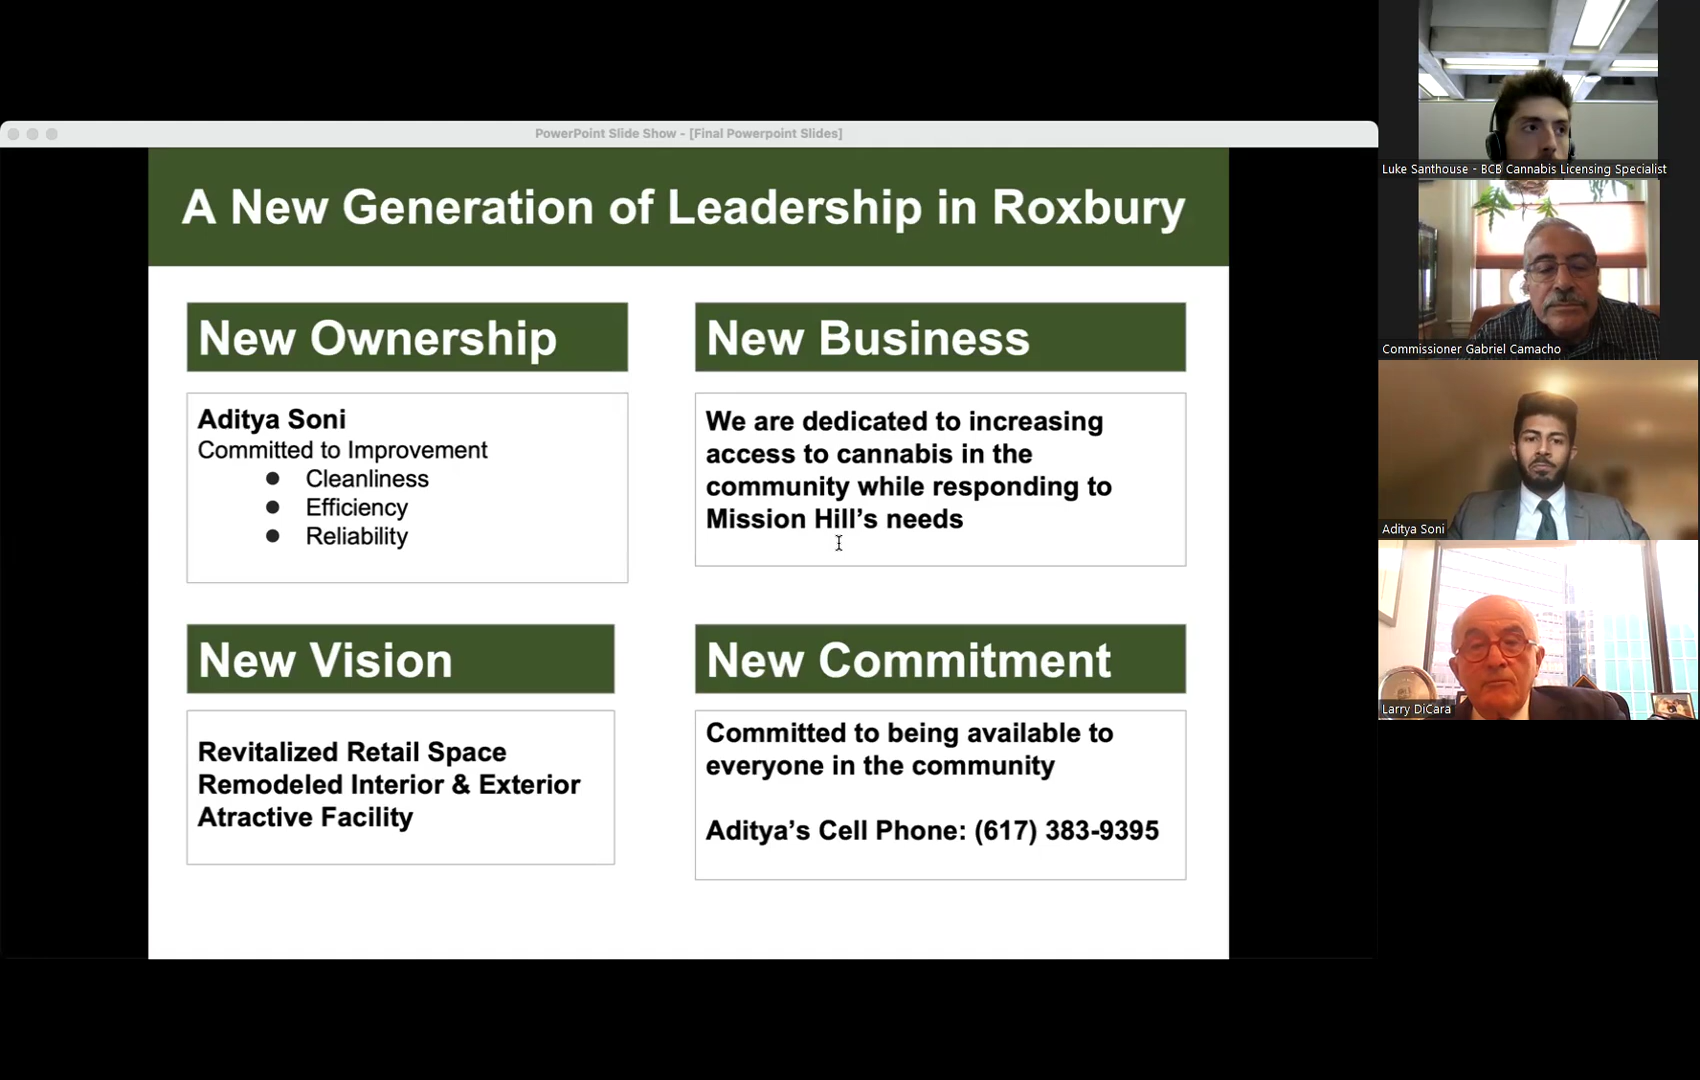 PowerPoint Slide Show - [Final Powerpoint Slides]
A New Generation of Leadership in Roxbury
New Ownership
Aditya Soni
Committed to Improvement
● Cleanliness
● Efficiency
● Reliability
New Business
We are dedicated to increasing
access to cannabis in the
community while responding to
Mission Hill's needs
New Vision
Revitalized Retail Space
Remodeled Interior & Exterior
Atractive Facility
New Commitment
Committed to being available to
everyone in the community
Aditya's Cell Phone: (617) 383-9395
Luke Santhouse - BCB Cannabis Licensing Specialist
Commissioner Gabriel Camacho
Aditya Soni
Larry DiCara